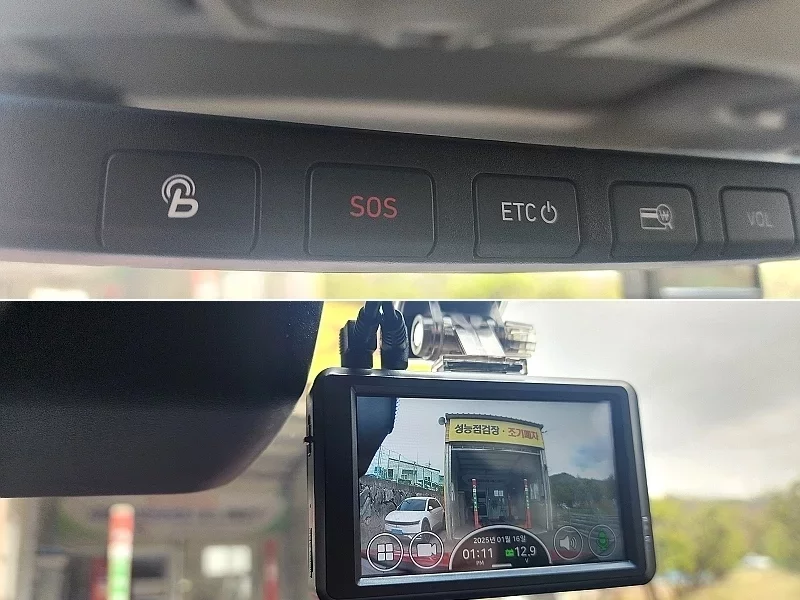 B
SOS
ETC
W
VOL
성능점검장 · 조기폐차
2025년 01월 16일
01:11
PM
12.9
V